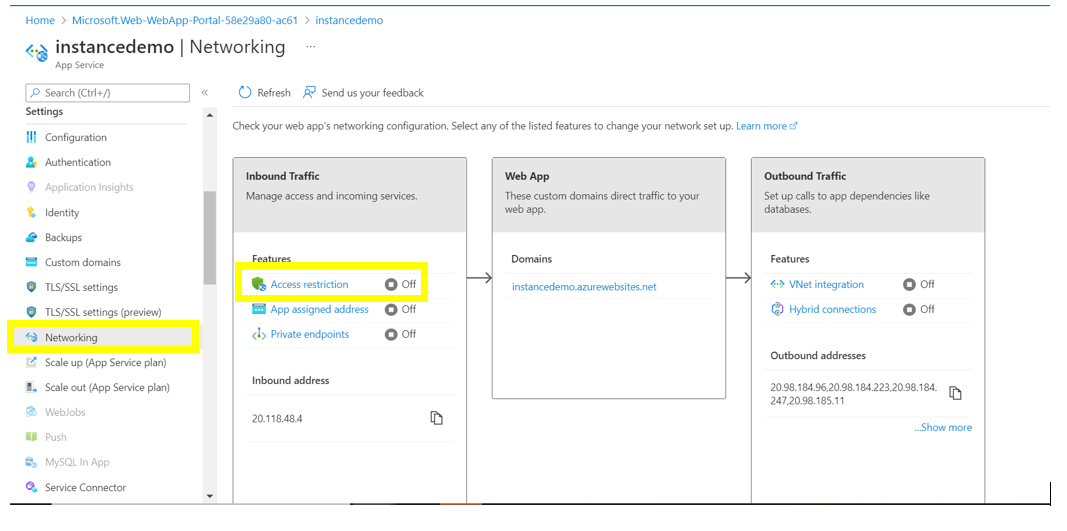 Home > Microsoft.Web-WebApp-Portal-58e29a80-ac61 > instancedemo
instancedemo | Networking ...
App Service
Search (Ctrl+/)
«
Refresh
Send us your feedback
Settings
Configuration
Authentication
Application Insights
Identity
Backups
Custom domains
TLS/SSL settings
TLS/SSL settings (preview)
Networking
Scale up (App Service plan)
Scale out (App Service plan)
WebJobs
Push
MySQL In App
Service Connector
Check your web app's networking configuration. Select any of the listed features to change your network set up. Learn more
Inbound Traffic
Manage access and incoming services.
Features
Access restriction Off
App assigned address Off
Private endpoints Off
Inbound address
20.118.48.4
Web App
These custom domains direct traffic to your
web app.
Domains
instancedemo.azurewebsites.net
Outbound Traffic
Set up calls to app dependencies like
databases.
Features
VNet integration Off
Hybrid connections Off
Outbound addresses
20.98.184.96,20.98.184.223,20.98.184.
247,20.98.185.11
...Show more